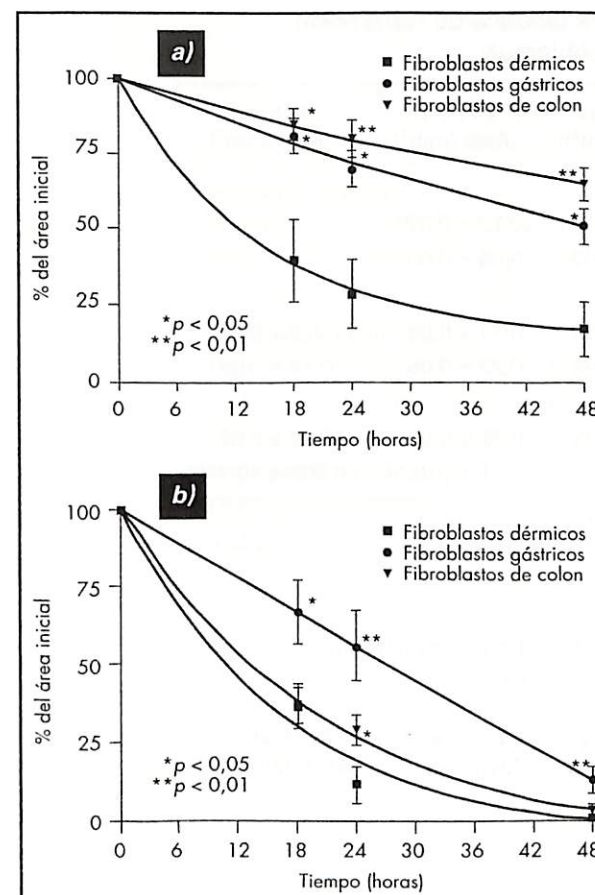 a)
■ Fibroblastos dérmicos
● Fibroblastos gástricos
▼ Fibroblastos de colon
% del área inicial
100
75
50
25
0
*
*
**
*
**
*
*p < 0,05
**p < 0,01
0 6 12 18 24 30 36 42 48
Tiempo (horas)
b)
■ Fibroblastos dérmicos
● Fibroblastos gástricos
▼ Fibroblastos de colon
% del área inicial
100
75
50
25
0
*
**
*
**
*p < 0,05
**p < 0,01
0 6 12 18 24 30 36 42 48
Tiempo (horas)